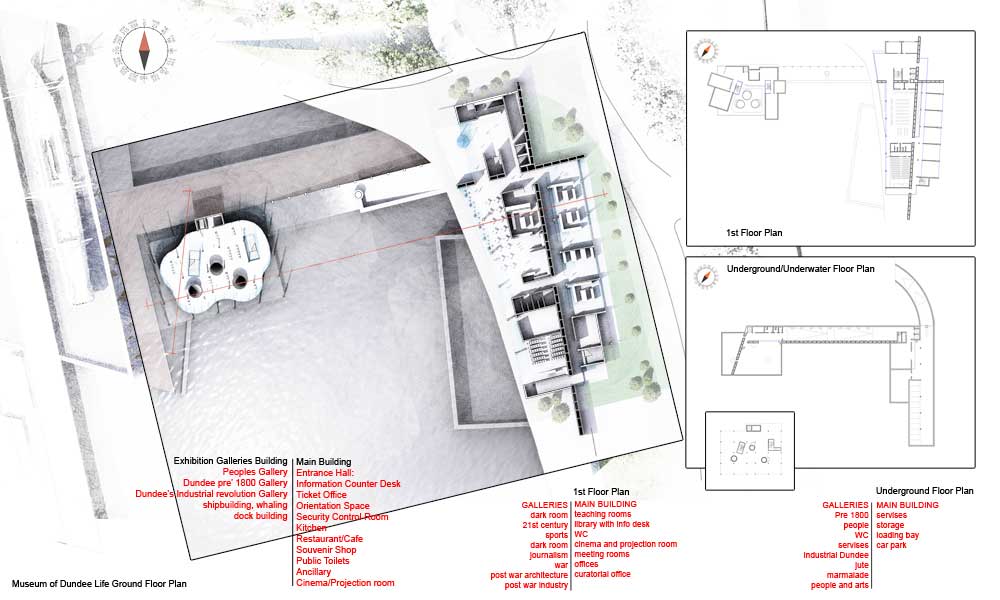 1st Floor Plan
Underground/Underwater Floor Plan
Exhibition Galleries Building
Peoples Gallery
Dundee pre' 1800 Gallery
Dundee's Industrial revolution Gallery
shipbuilding, whaling
dock building
Main Building
Entrance Hall:
Information Counter Desk
Ticket Office
Orientation Space
Security Control Room
Kitchen
Restaurant/Cafe
Souvenir Shop
Public Toilets
Ancillary
Cinema/Projection room
1st Floor Plan
GALLERIES
dark room
21st century
sports
dark room
journalism
war
post war architecture
post war industry
MAIN BUILDING
teaching rooms
library with info desk
WC
cinema and projection room
meeting rooms
offices
curatorial office
Underground Floor Plan
GALLERIES
Pre 1800
people
WC
servises
Industrial Dundee
jute
marmalade
people and arts
MAIN BUILDING
servises
storage
loading bay
car park
Museum of Dundee Life Ground Floor Plan